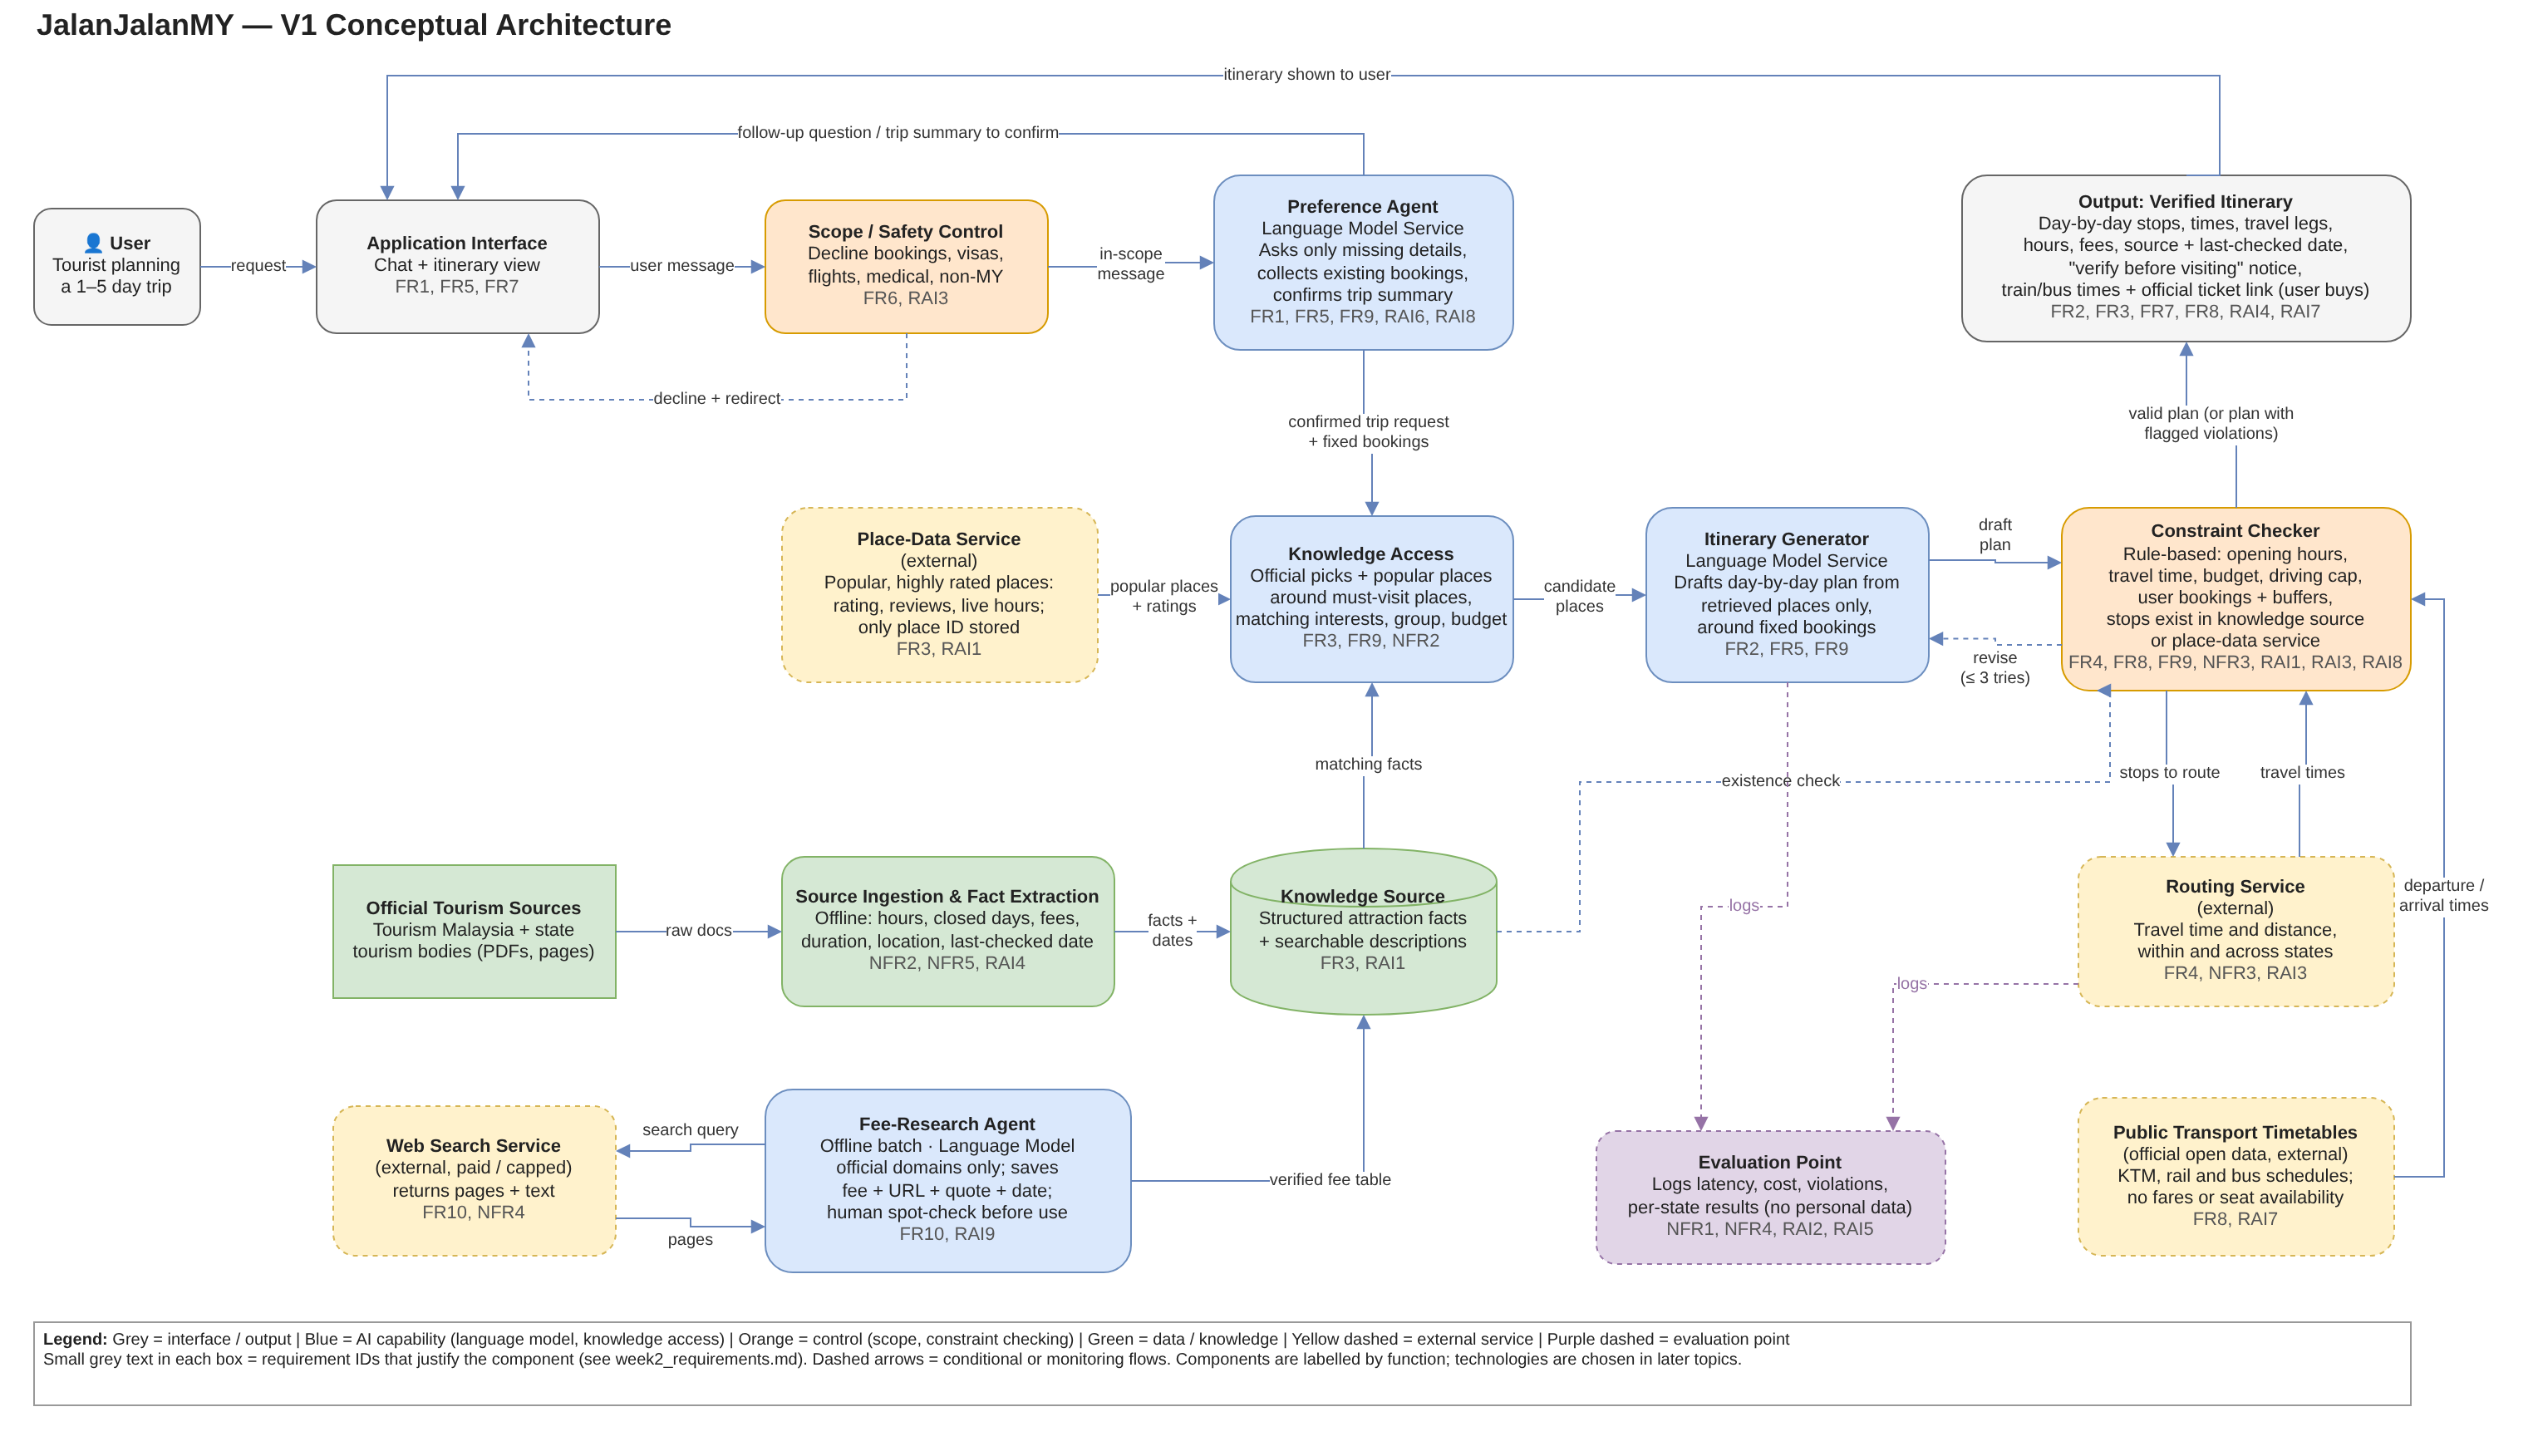 JalanJalanMY — V1 Conceptual Architecture
itinerary shown to user
follow-up question / trip summary to confirm
User
Tourist planning
a 1–5 day trip
request
Application Interface
Chat + itinerary view
FR1, FR5, FR7
user message
Scope / Safety Control
Decline bookings, visas,
flights, medical, non-MY
FR6, RAI3
in-scope
message
Preference Agent
Language Model Service
Asks only missing details,
collects existing bookings,
confirms trip summary
FR1, FR5, FR9, RAI6, RAI8
Output: Verified Itinerary
Day-by-day stops, times, travel legs,
hours, fees, source + last-checked date,
"verify before visiting" notice,
train/bus times + official ticket link (user buys)
FR2, FR3, FR7, FR8, RAI4, RAI7
decline + redirect
confirmed trip request
+ fixed bookings
valid plan (or plan with
flagged violations)
Place-Data Service
(external)
Popular, highly rated places:
rating, reviews, live hours;
only place ID stored
FR3, RAI1
popular places
+ ratings
Knowledge Access
Official picks + popular places
around must-visit places,
matching interests, group, budget
FR3, FR9, NFR2
candidate
places
Itinerary Generator
Language Model Service
Drafts day-by-day plan from
retrieved places only,
around fixed bookings
FR2, FR5, FR9
draft
plan
revise
(≤ 3 tries)
Constraint Checker
Rule-based: opening hours,
travel time, budget, driving cap,
user bookings + buffers,
stops exist in knowledge source
or place-data service
FR4, FR8, FR9, NFR3, RAI1, RAI3, RAI8
matching facts
existence check
stops to route
travel times
Official Tourism Sources
Tourism Malaysia + state
tourism bodies (PDFs, pages)
raw docs
Source Ingestion & Fact Extraction
Offline: hours, closed days, fees,
duration, location, last-checked date
NFR2, NFR5, RAI4
facts +
dates
Knowledge Source
Structured attraction facts
+ searchable descriptions
FR3, RAI1
logs
Routing Service
(external)
Travel time and distance,
within and across states
FR4, NFR3, RAI3
departure /
arrival times
logs
Web Search Service
(external, paid / capped)
returns pages + text
FR10, NFR4
search query
pages
Fee-Research Agent
Offline batch · Language Model
official domains only; saves
fee + URL + quote + date;
human spot-check before use
FR10, RAI9
verified fee table
Evaluation Point
Logs latency, cost, violations,
per-state results (no personal data)
NFR1, NFR4, RAI2, RAI5
Public Transport Timetables
(official open data, external)
KTM, rail and bus schedules;
no fares or seat availability
FR8, RAI7
Legend: Grey = interface / output | Blue = AI capability (language model, knowledge access) | Orange = control (scope, constraint checking) | Green = data / knowledge | Yellow dashed = external service | Purple dashed = evaluation point
Small grey text in each box = requirement IDs that justify the component (see week2_requirements.md). Dashed arrows = conditional or monitoring flows. Components are labelled by function; technologies are chosen in later topics.